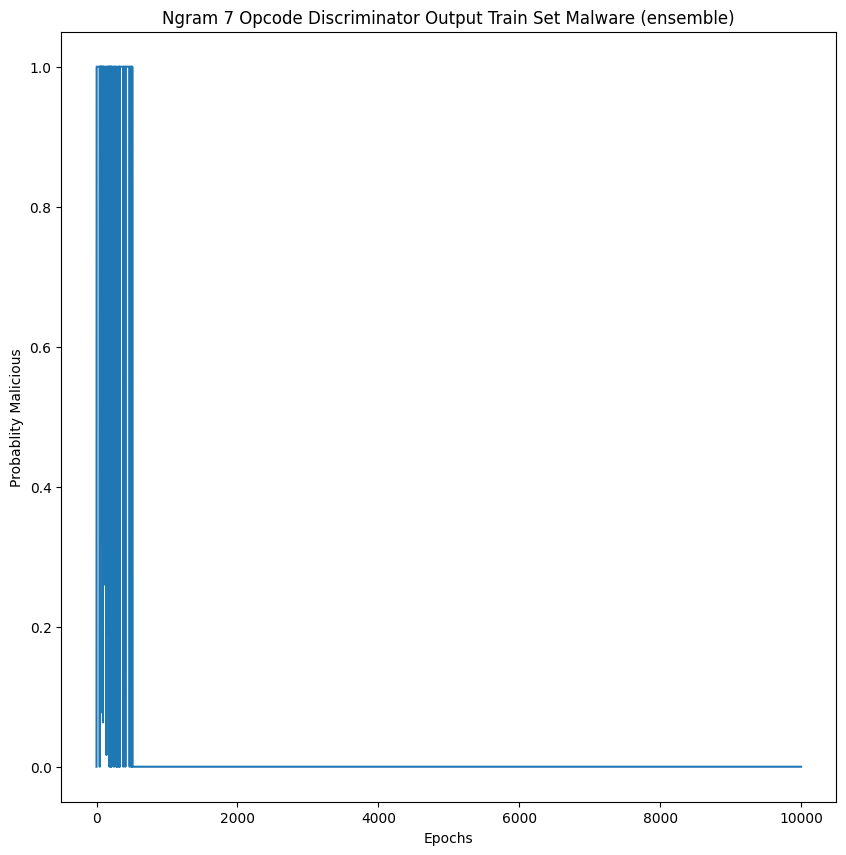 Ngram 7 Opcode Discriminator Output Train Set Malware (ensemble)
1.0
0.8
0.6
0.4
0.2
0.0
Probablity Malicious
0 2000 4000 6000 8000 10000
Epochs